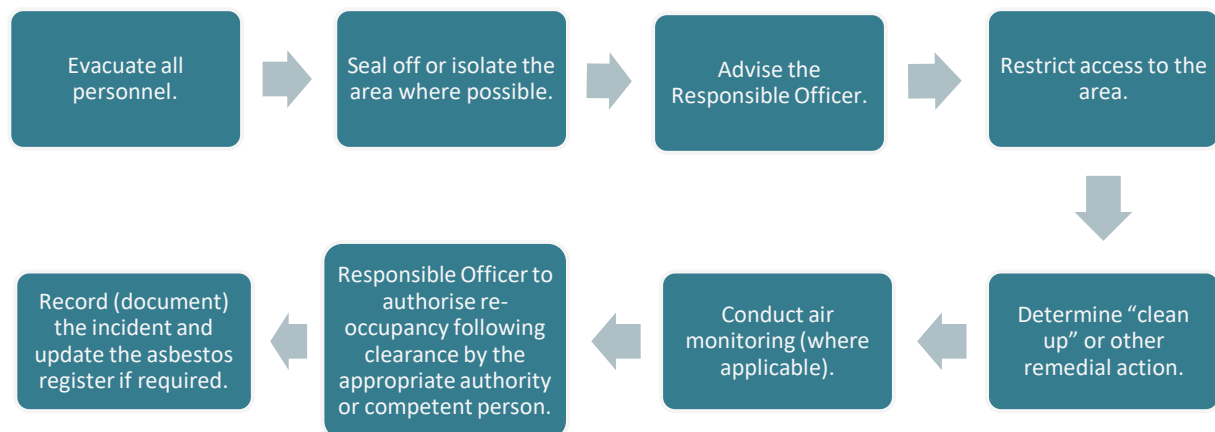 Evacuate all
personnel.
Seal off or isolate the
area where possible.
Advise the
Responsible Officer.
Restrict access to the
area.
Determine “clean
up” or other
remedial action.
Conduct air
monitoring (where
applicable).
Responsible Officer to
authorise re-
occupancy following
clearance by the
appropriate authority
or competent person.
Record (document)
the incident and
update the asbestos
register if required.